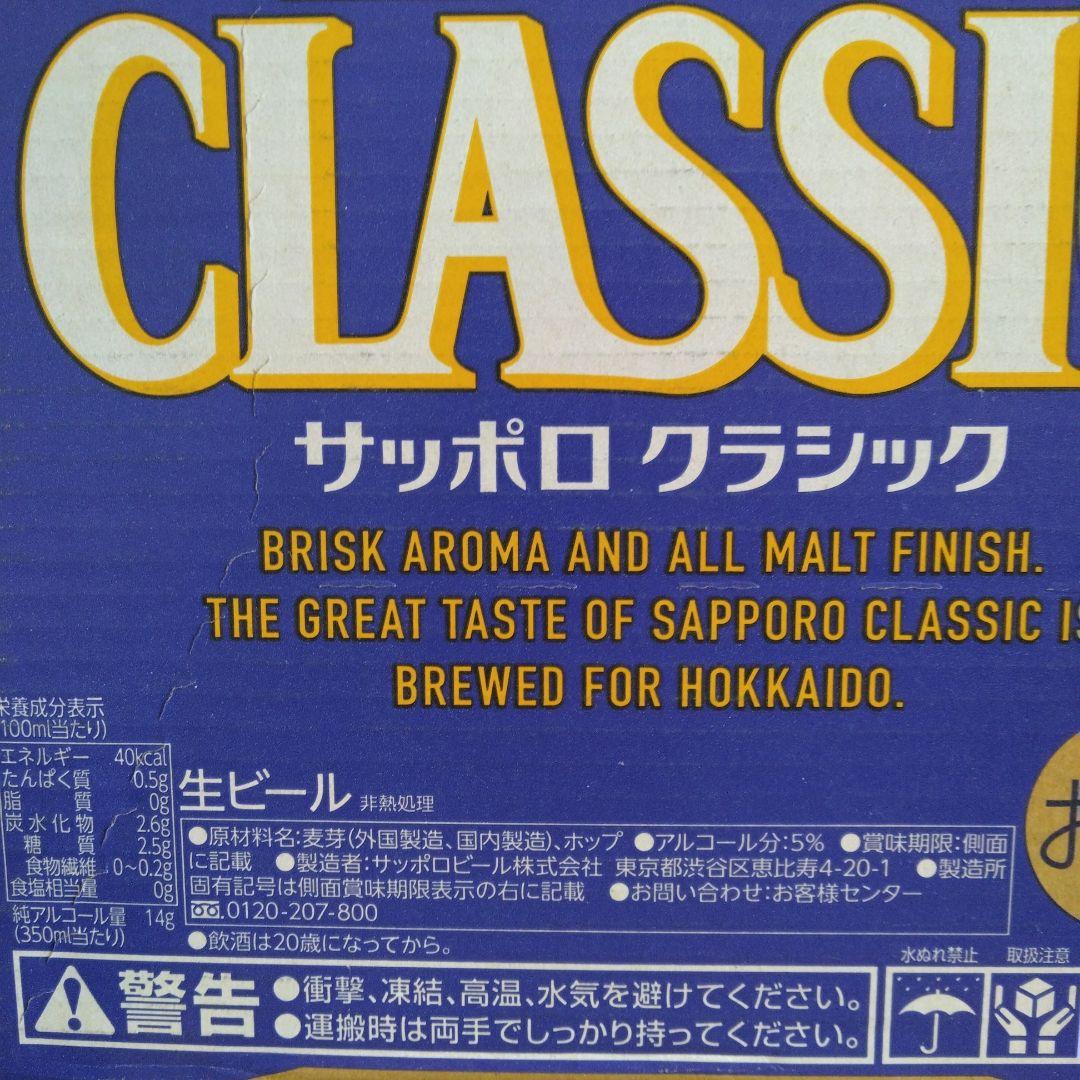 CLASSI
サッポロ クラシック
BRISK AROMA AND ALL MALT FINISH.
THE GREAT TASTE OF SAPPORO CLASSIC IS
BREWED FOR HOKKAIDO.
栄養成分表示
(100ml当たり)
エネルギー 40kcal
たんぱく質 0.5g
脂質 0g
炭水化物 2.6g
糖質 2.5g
食物繊維 0~0.2g
食塩相当量 0g
純アルコール量 14g
(350ml当たり)
生ビール 非熱処理
●原材料名:麦芽(外国製造、国内製造)、ホップ ●アルコール分:5% ●賞味期限:側面
に記載 ●製造者:サッポロビール株式会社 東京都渋谷区恵比寿4-20-1 ●製造所
固有記号は側面賞味期限表示の右に記載 ●お問い合わせ:お客様センター
0120-207-800
●飲酒は20歳になってから。
お
警告
●衝撃、凍結、高温、水気を避けてください。
●運搬時は両手でしっかり持ってください。
水ぬれ禁止 取扱注意